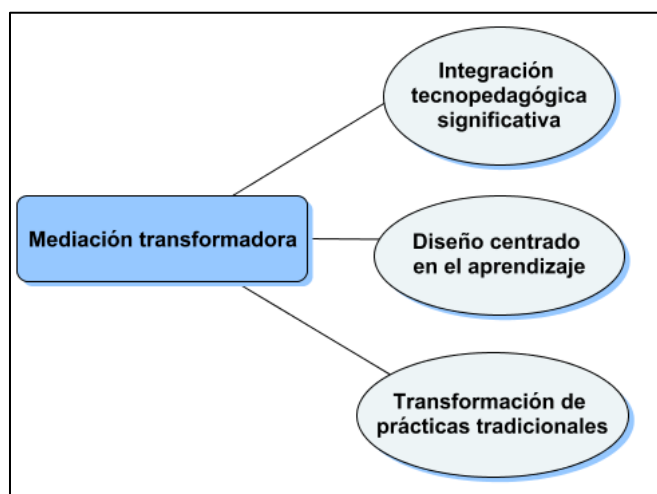 Integración
tecnopedagógica
significativa
Mediación transformadora
Diseño centrado
en el aprendizaje
Transformación de
prácticas tradicionales